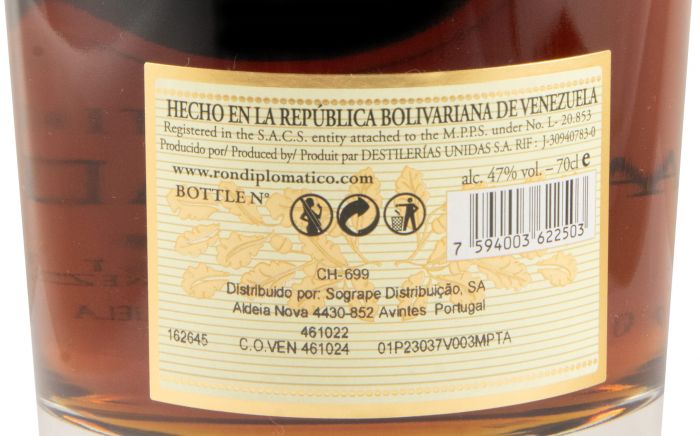 HECHO EN LA REPÚBLICA BOLIVARIANA DE VENEZUELA
Registered in the S.A.C.S. entity attached to the M.P.P.S. under No. L- 20.853
Producido por/ Produced by/ Produit par DESTILERÍAS UNIDAS S.A. RIF : J-30940783-0
www.rondiplomatico.com
alc. 47% vol. – 70cl e
BOTTLE Nº
7 594003 622503
CH-699
Distribuido por: Sogrape Distribuição, SA
Aldeia Nova 4430-852 Avintes Portugal
461022
162645 C.O.VEN 461024 01P23037V003MPTA